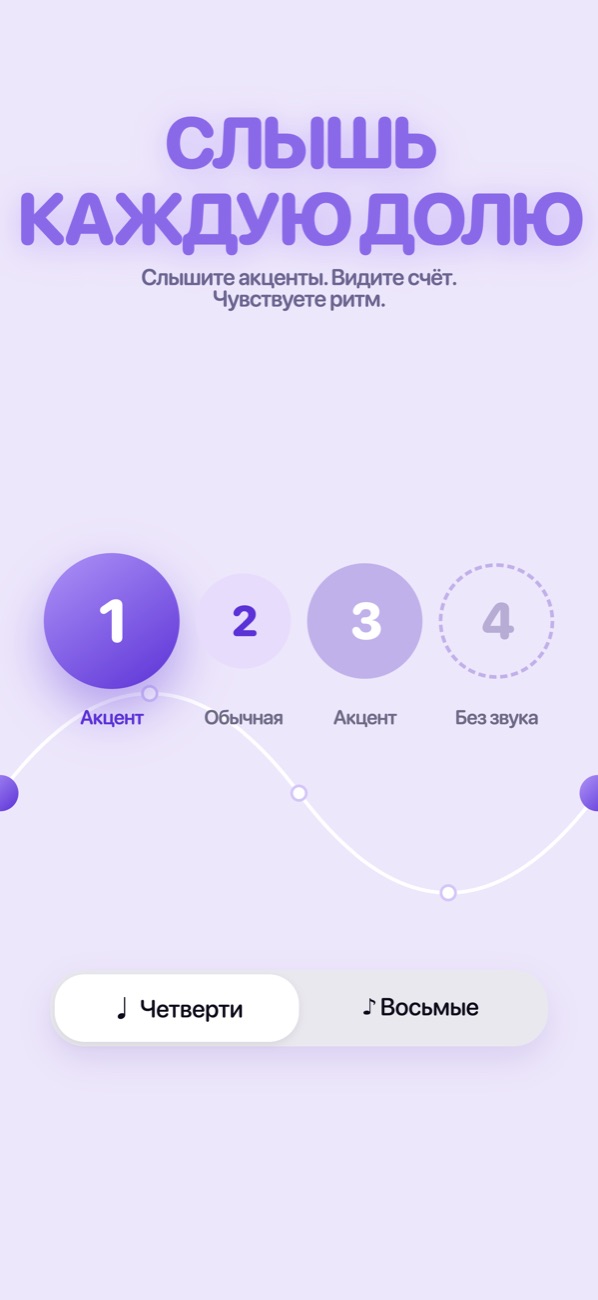 СЛЫШЬ
КАЖДУЮ ДОЛЮ
Слышите акценты. Видите счёт.
Чувствуете ритм.
1 2 3 4
Акцент Обычная Акцент Без звука
♩ Четверти ♪ Восьмые